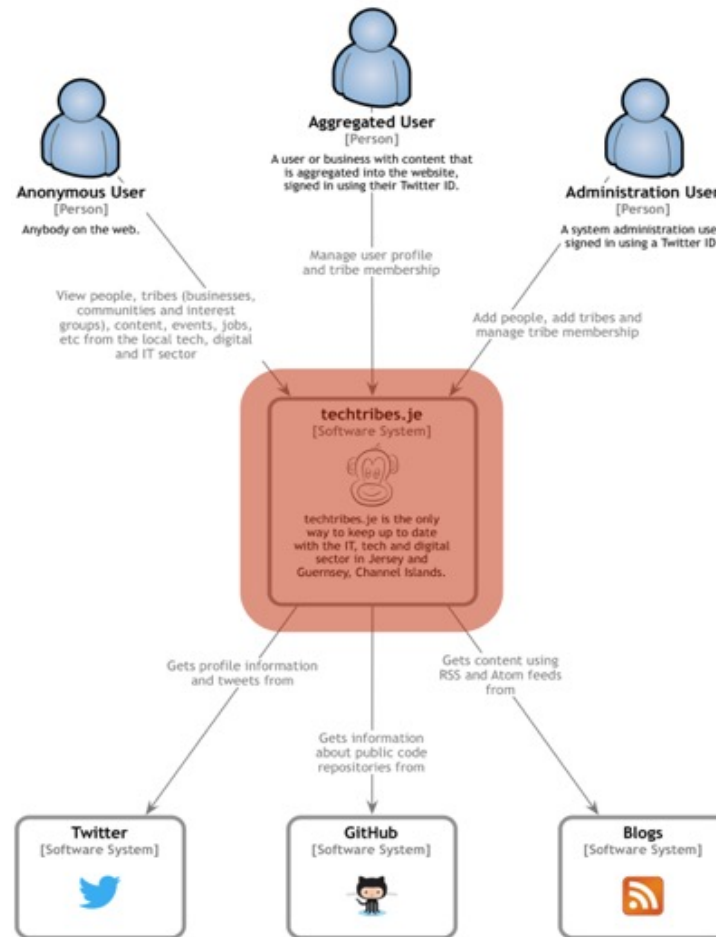 Aggregated User
[Person]
A user or business with content that
is aggregated into the website,
signed in using their Twitter ID.
Anonymous User
[Person]
Anybody on the web.
Administration User
[Person]
A system administration use
signed in using a Twitter ID
View people, tribes (businesses,
communities and interest
groups), content, events, jobs,
etc from the local tech, digital
and IT sector
Manage user profile
and tribe membership
Add people, add tribes and
manage tribe membership
techtribes.je
[Software System]
techtribes.je is the only
way to keep up to date
with the IT, tech and digital
sector in Jersey and
Guernsey, Channel Islands.
Gets profile information
and tweets from
Gets information
about public code
repositories from
Gets content using
RSS and Atom feeds
from
Twitter
[Software System]
GitHub
[Software System]
Blogs
[Software System]